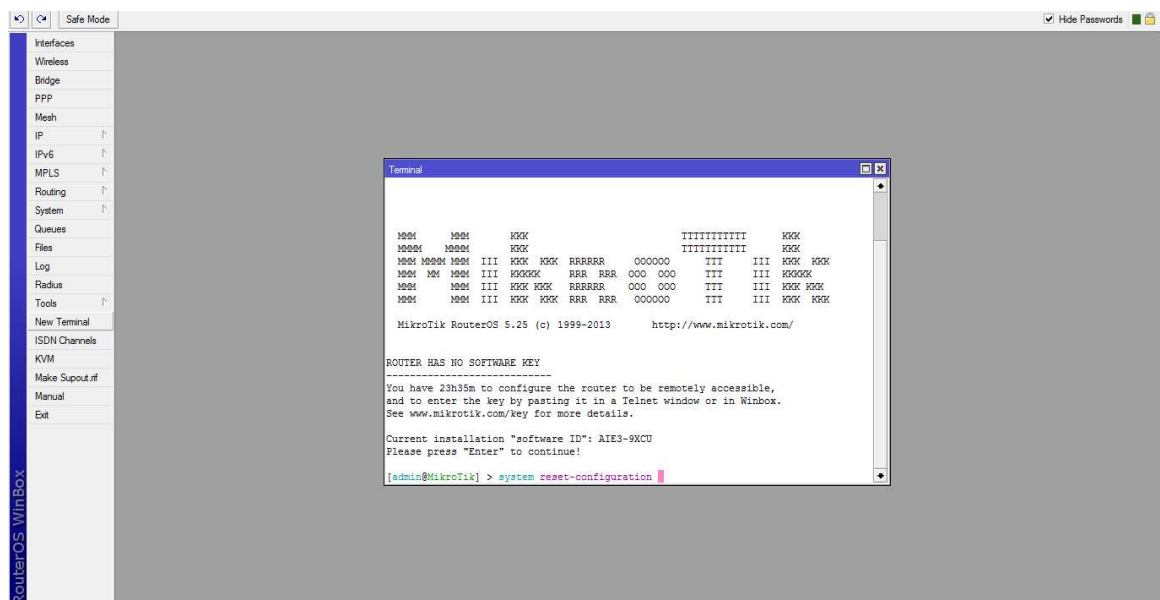 Safe Mode
Hide Passwords
Interfaces
Wireless
Bridge
PPP
Mesh
IP
IPv6
MPLS
Routing
System
Queues
Files
Log
Radius
Tools
New Terminal
ISDN Channels
KVM
Make Supout.rif
Manual
Exit
RouterOS WinBox
Terminal
MMM      MMM       KKK                          TTTTTTTTTTT      KKK
MMMM    MMMM       KKK                          TTTTTTTTTTT      KKK
MMM MMMM MMM  III  KKK  KKK  RRRRRR     OOOOOO      TTT     III  KKK  KKK
MMM  MM  MMM  III  KKKKK     RRR  RRR  OOO  OOO     TTT     III  KKKKK
MMM      MMM  III  KKK KKK   RRRRRR    OOO  OOO     TTT     III  KKK KKK
MMM      MMM  III  KKK  KKK  RRR  RRR   OOOOOO      TTT     III  KKK  KKK
MikroTik RouterOS 5.25 (c) 1999-2013       http://www.mikrotik.com/
ROUTER HAS NO SOFTWARE KEY
----------------------------
You have 23h35m to configure the router to be remotely accessible,
and to enter the key by pasting it in a Telnet window or in Winbox.
See www.mikrotik.com/key for more details.
Current installation "software ID": AIE3-9XCU
Please press "Enter" to continue!
[admin@MikroTik] > system reset-configuration